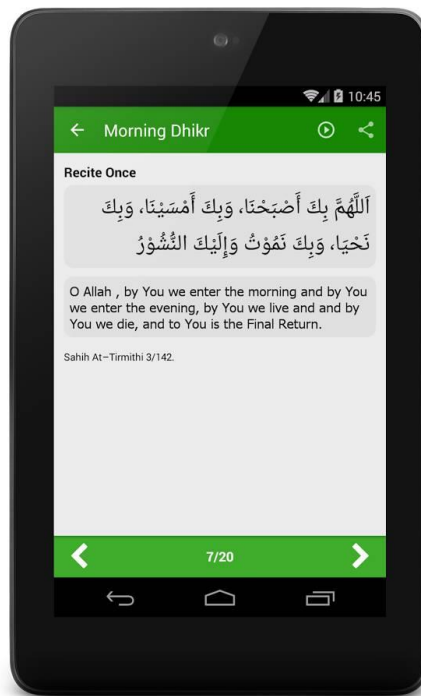 10:45
Morning Dhikr
Recite Once
اَللَّهُمَّ بِكَ أَصْبَحْنَا، وَبِكَ أَمْسَيْنَا، وَبِكَ
نَحْيَا، وَبِكَ نَمُوْتُ وَإِلَيْكَ النُّشُوْرُ
O Allah , by You we enter the morning and by You
we enter the evening, by You we live and and by
You we die, and to You is the Final Return.
Sahih At–Tirmithi 3/142.
7/20